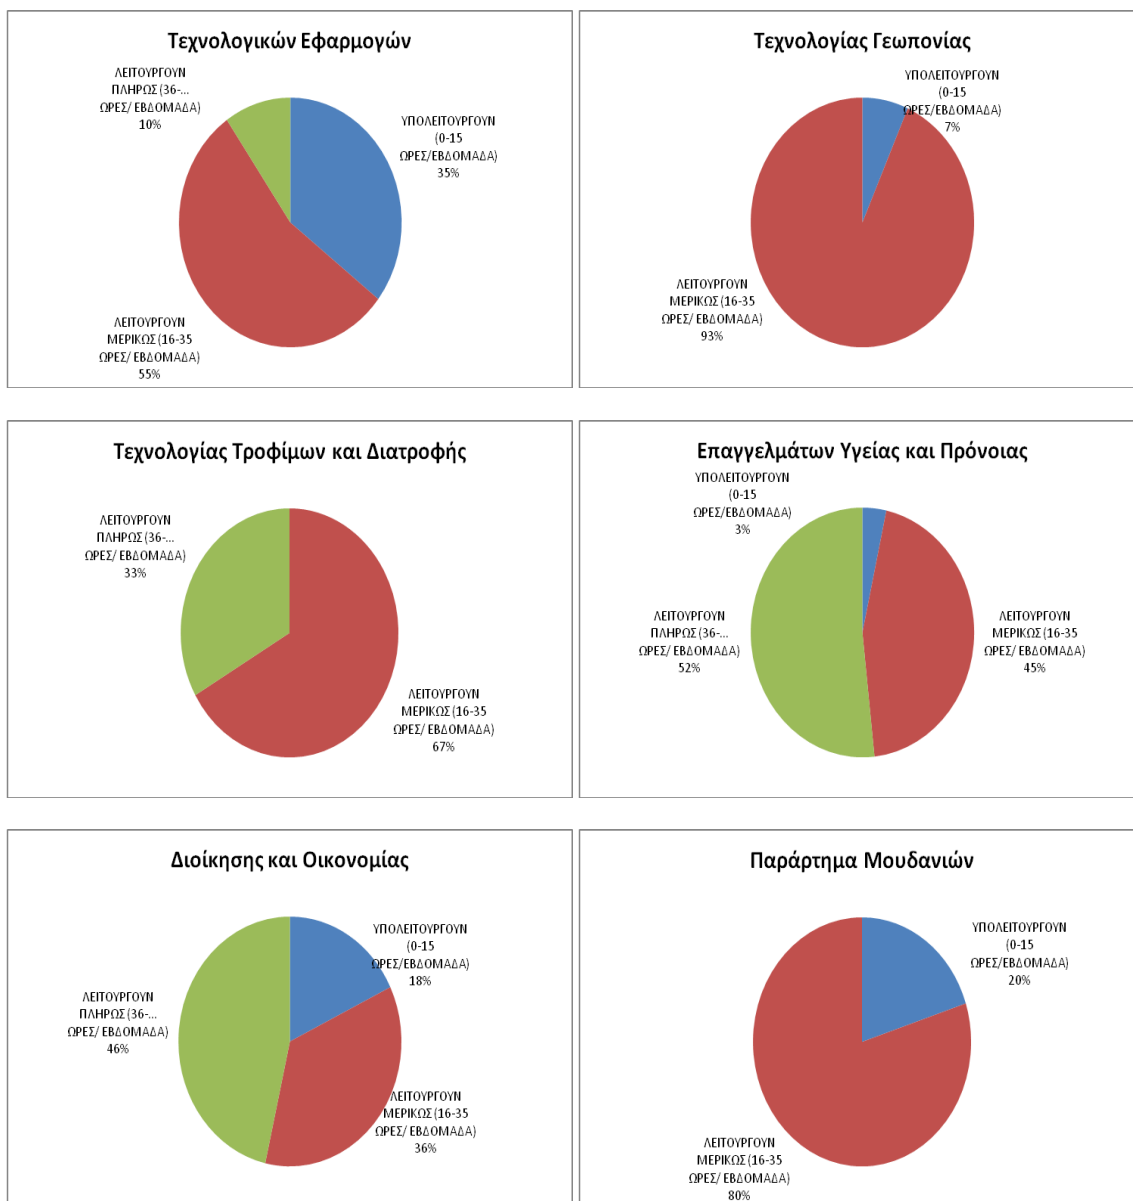 Τεχνολογικών Εφαρμογών
ΛΕΙΤΟΥΡΓΟΥΝ
ΠΛΗΡΩΣ (36-...
ΩΡΕΣ/ ΕΒΔΟΜΑΔΑ)
10%
ΥΠΟΛΕΙΤΟΥΡΓΟΥΝ
(0-15
ΩΡΕΣ/ΕΒΔΟΜΑΔΑ)
35%
ΛΕΙΤΟΥΡΓΟΥΝ
ΜΕΡΙΚΩΣ (16-35
ΩΡΕΣ/ ΕΒΔΟΜΑΔΑ)
55%
Τεχνολογίας Γεωπονίας
ΥΠΟΛΕΙΤΟΥΡΓΟΥΝ
(0-15
ΩΡΕΣ/ΕΒΔΟΜΑΔΑ)
7%
ΛΕΙΤΟΥΡΓΟΥΝ
ΜΕΡΙΚΩΣ (16-35
ΩΡΕΣ/ ΕΒΔΟΜΑΔΑ)
93%
Τεχνολογίας Τροφίμων και Διατροφής
ΛΕΙΤΟΥΡΓΟΥΝ
ΠΛΗΡΩΣ (36-...
ΩΡΕΣ/ ΕΒΔΟΜΑΔΑ)
33%
ΛΕΙΤΟΥΡΓΟΥΝ
ΜΕΡΙΚΩΣ (16-35
ΩΡΕΣ/ ΕΒΔΟΜΑΔΑ)
67%
Επαγγελμάτων Υγείας και Πρόνοιας
ΥΠΟΛΕΙΤΟΥΡΓΟΥΝ
(0-15
ΩΡΕΣ/ΕΒΔΟΜΑΔΑ)
3%
ΛΕΙΤΟΥΡΓΟΥΝ
ΠΛΗΡΩΣ (36-...
ΩΡΕΣ/ ΕΒΔΟΜΑΔΑ)
52%
ΛΕΙΤΟΥΡΓΟΥΝ
ΜΕΡΙΚΩΣ (16-35
ΩΡΕΣ/ ΕΒΔΟΜΑΔΑ)
45%
Διοίκησης και Οικονομίας
ΥΠΟΛΕΙΤΟΥΡΓΟΥΝ
(0-15
ΩΡΕΣ/ΕΒΔΟΜΑΔΑ)
18%
ΛΕΙΤΟΥΡΓΟΥΝ
ΠΛΗΡΩΣ (36-...
ΩΡΕΣ/ ΕΒΔΟΜΑΔΑ)
46%
ΛΕΙΤΟΥΡΓΟΥΝ
ΜΕΡΙΚΩΣ (16-35
ΩΡΕΣ/ ΕΒΔΟΜΑΔΑ)
36%
Παράρτημα Μουδανιών
ΥΠΟΛΕΙΤΟΥΡΓΟΥΝ
(0-15
ΩΡΕΣ/ΕΒΔΟΜΑΔΑ)
20%
ΛΕΙΤΟΥΡΓΟΥΝ
ΜΕΡΙΚΩΣ (16-35
ΩΡΕΣ/ ΕΒΔΟΜΑΔΑ)
80%